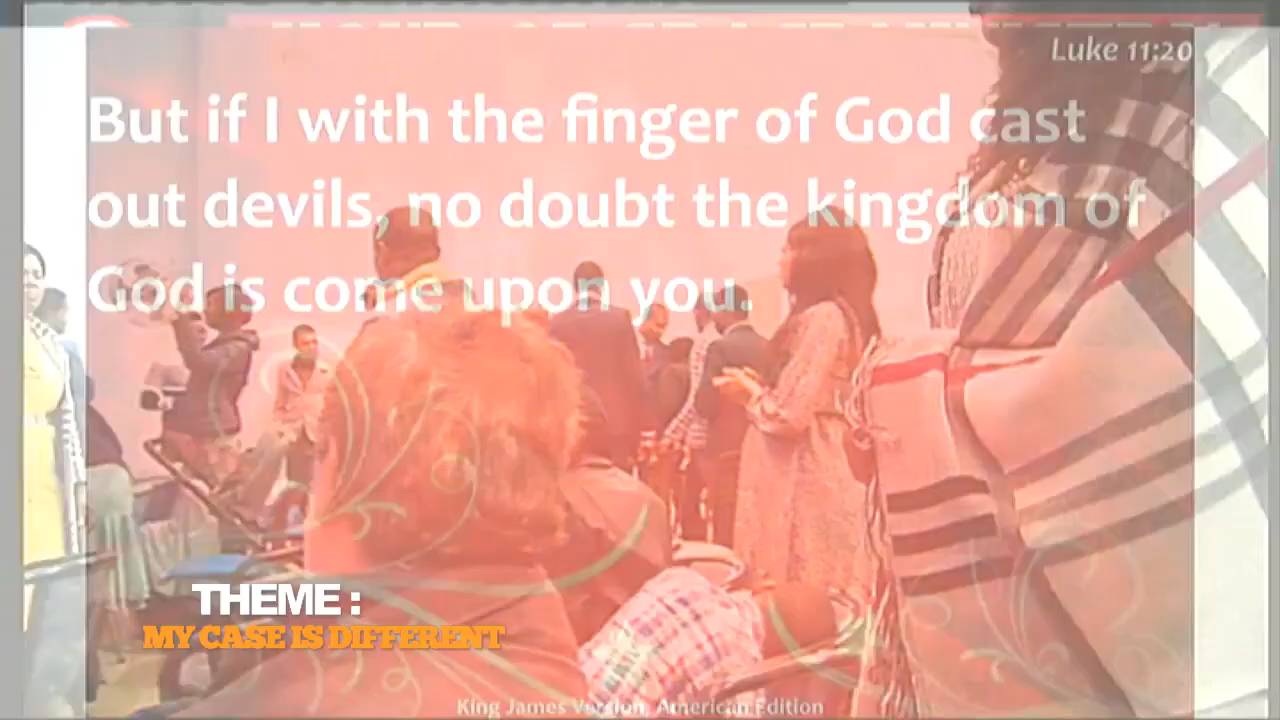 Luke 11:20
But if I with the finger of God cast
out devils, no doubt the kingdom of
God is come upon you.
THEME :
MY CASE IS DIFFERENT
King James Version, American Edition